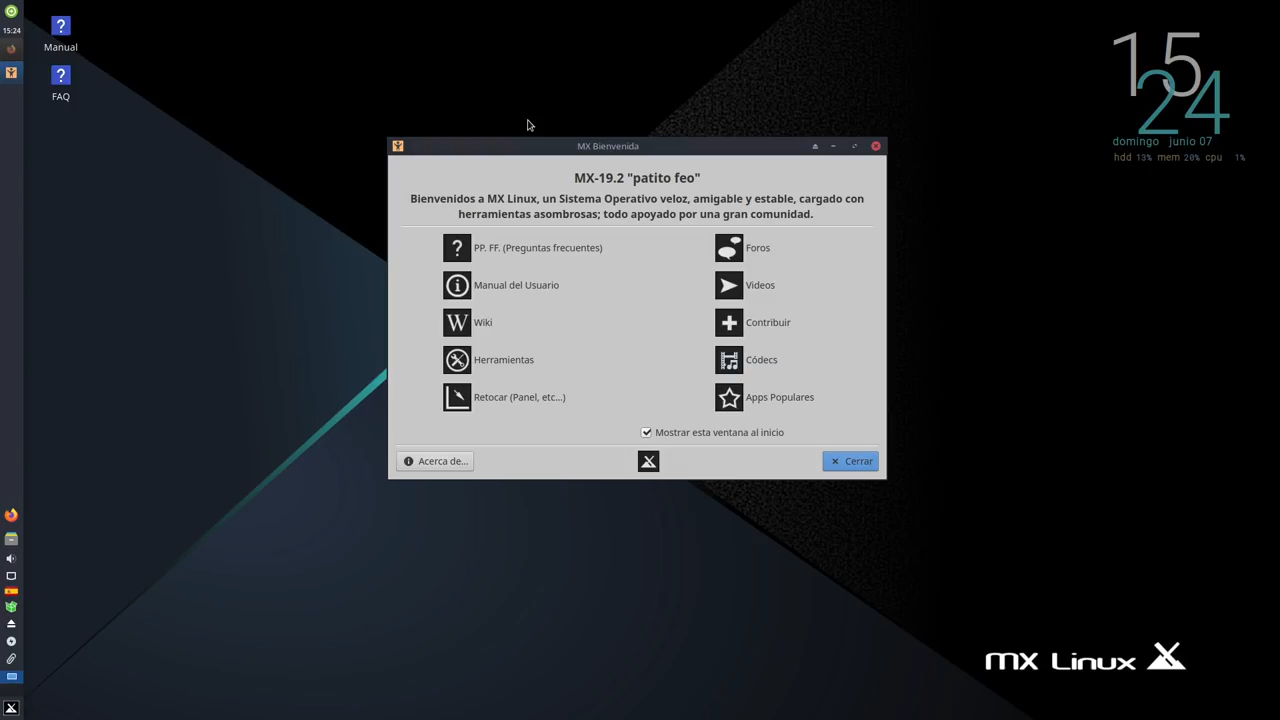 15:24
Manual
FAQ
15
24
domingo junio 07
hdd 13% mem 20% cpu 1%
MX Bienvenida
MX-19.2 "patito feo"
Bienvenidos a MX Linux, un Sistema Operativo veloz, amigable y estable, cargado con
herramientas asombrosas; todo apoyado por una gran comunidad.
PP. FF. (Preguntas frecuentes)
Foros
Manual del Usuario
Videos
Wiki
Contribuir
Herramientas
Códecs
Retocar (Panel, etc...)
Apps Populares
Mostrar esta ventana al inicio
Acerca de...
Cerrar
MX Linux